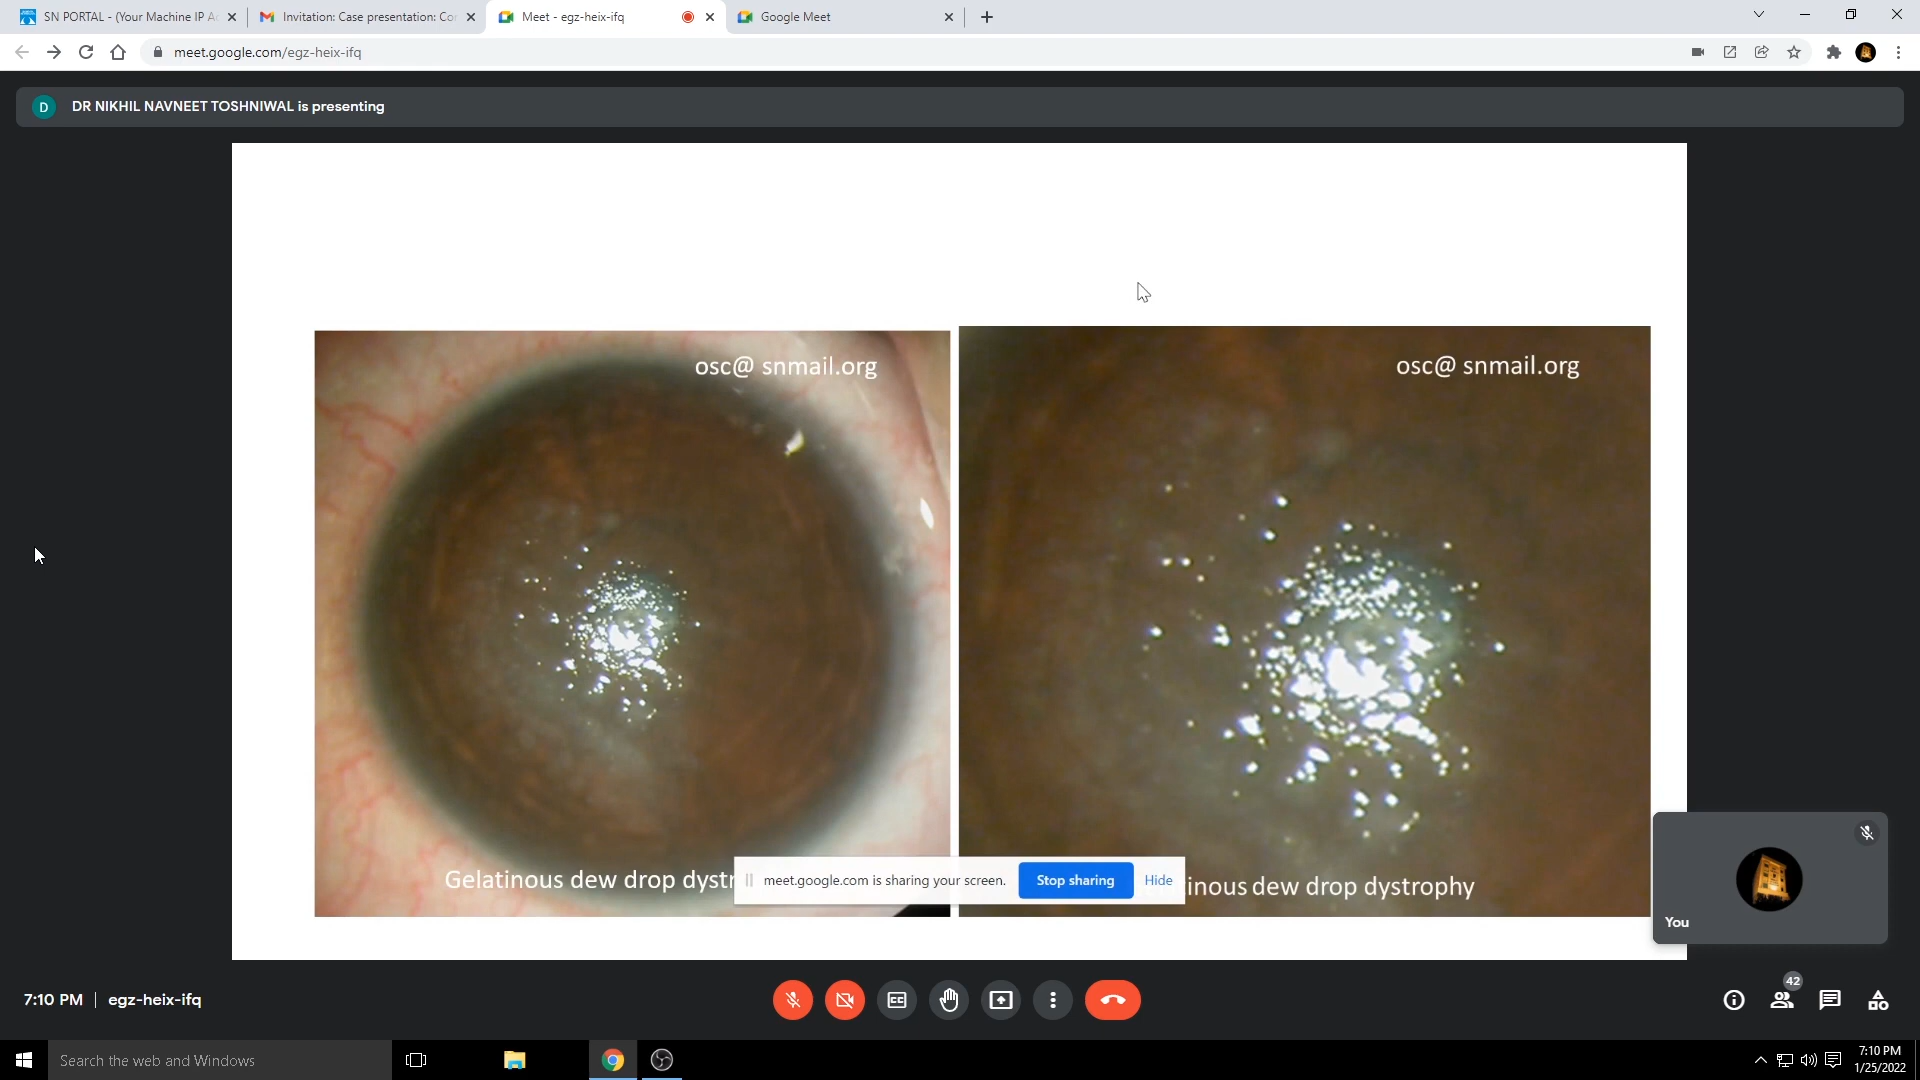 SN PORTAL - (Your Machine IP A
Invitation: Case presentation: Co
Meet - egz-heix-ifq
Google Meet
meet.google.com/egz-heix-ifq
D
DR NIKHIL NAVNEET TOSHNIWAL is presenting
osc@ snmail.org
osc@ snmail.org
Gelatinous dew drop dystr
inous dew drop dystrophy
meet.google.com is sharing your screen.
Stop sharing
Hide
You
7:10 PM | egz-heix-ifq
CC
42
Search the web and Windows
7:10 PM
1/25/2022